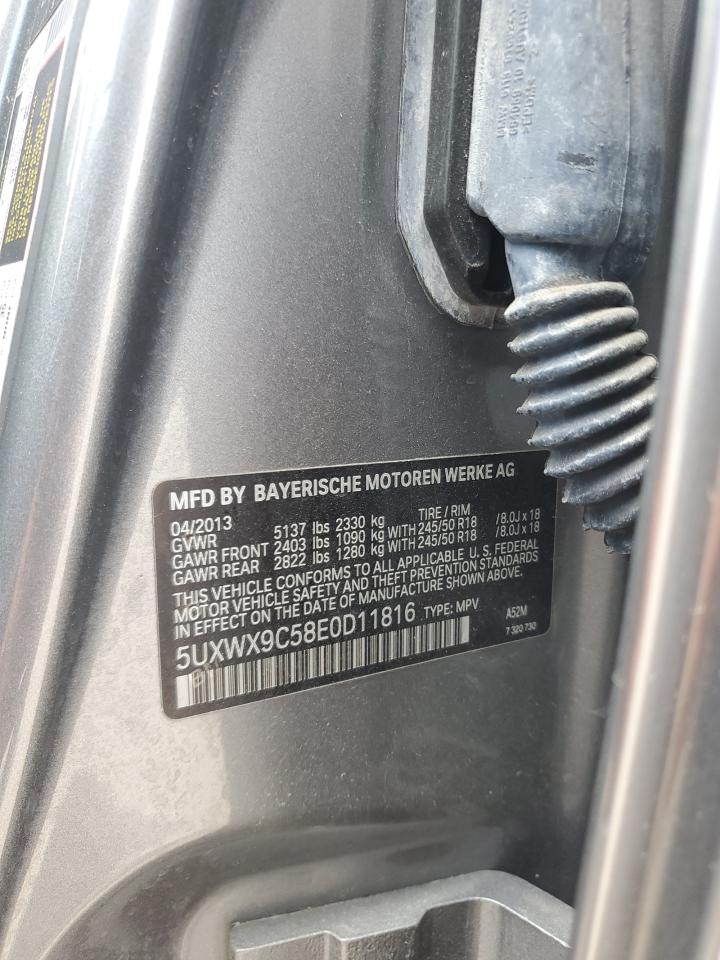 MFD BY BAYERISCHE MOTOREN WERKE AG
04/2013 TIRE / RIM
GVWR 5137 lbs 2330 kg
GAWR FRONT 2403 lbs 1090 kg WITH 245/50 R18 /8.0J x 18
GAWR REAR 2822 lbs 1280 kg WITH 245/50 R18 /8.0J x 18
THIS VEHICLE CONFORMS TO ALL APPLICABLE U.S. FEDERAL
MOTOR VEHICLE SAFETY AND THEFT PREVENTION STANDARDS
IN EFFECT ON THE DATE OF MANUFACTURE SHOWN ABOVE.
5UXWX9C58E0D11816 TYPE: MPV A52M
7 320 730